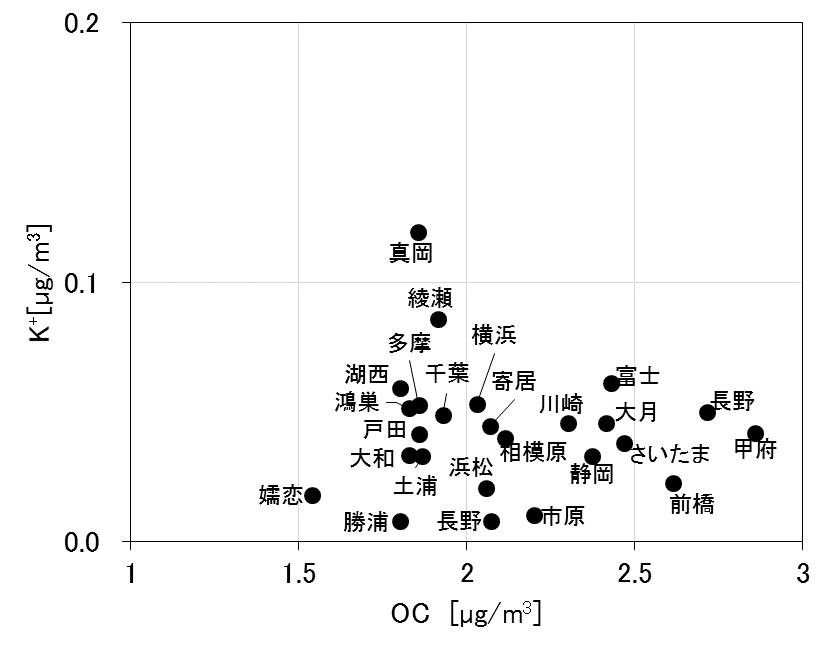 0.2
真岡
0.1
綾瀬
横浜
多摩
湖西
千葉
寄居
富士
鴻巣
川崎
大月
長野
戸田
相模原
さいたま
甲府
大和
土浦
浜松
静岡
嬬恋
前橋
勝浦
長野
市原
0.0
1
1.5
2
2.5
3
K⁺[μg/m³]
OC [μg/m³]